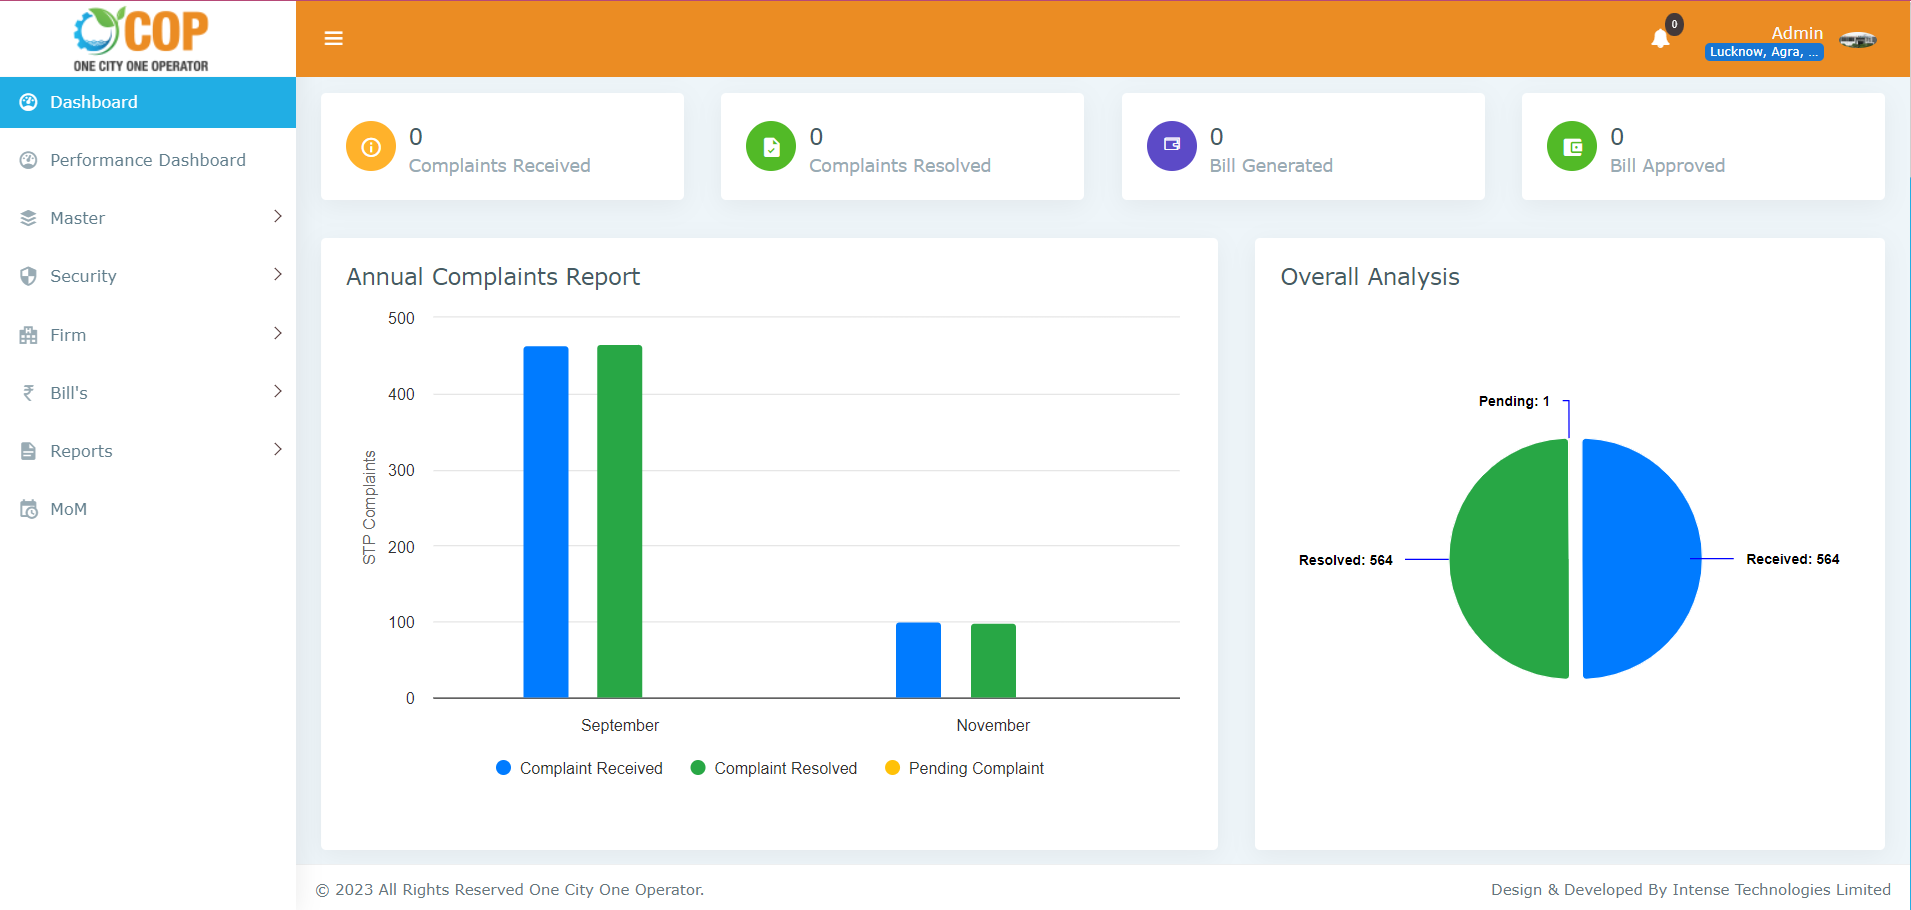 COP
ONE CITY ONE OPERATOR
0
Admin
Lucknow, Agra, ...
Dashboard
Performance Dashboard
Master
Security
Firm
Bill's
Reports
MoM
0
Complaints Received
0
Complaints Resolved
0
Bill Generated
0
Bill Approved
Annual Complaints Report
500
400
300
200
100
0
STP Complaints
September
November
Complaint Received
Complaint Resolved
Pending Complaint
Overall Analysis
Pending: 1
Resolved: 564
Received: 564
© 2023 All Rights Reserved One City One Operator.
Design & Developed By Intense Technologies Limited